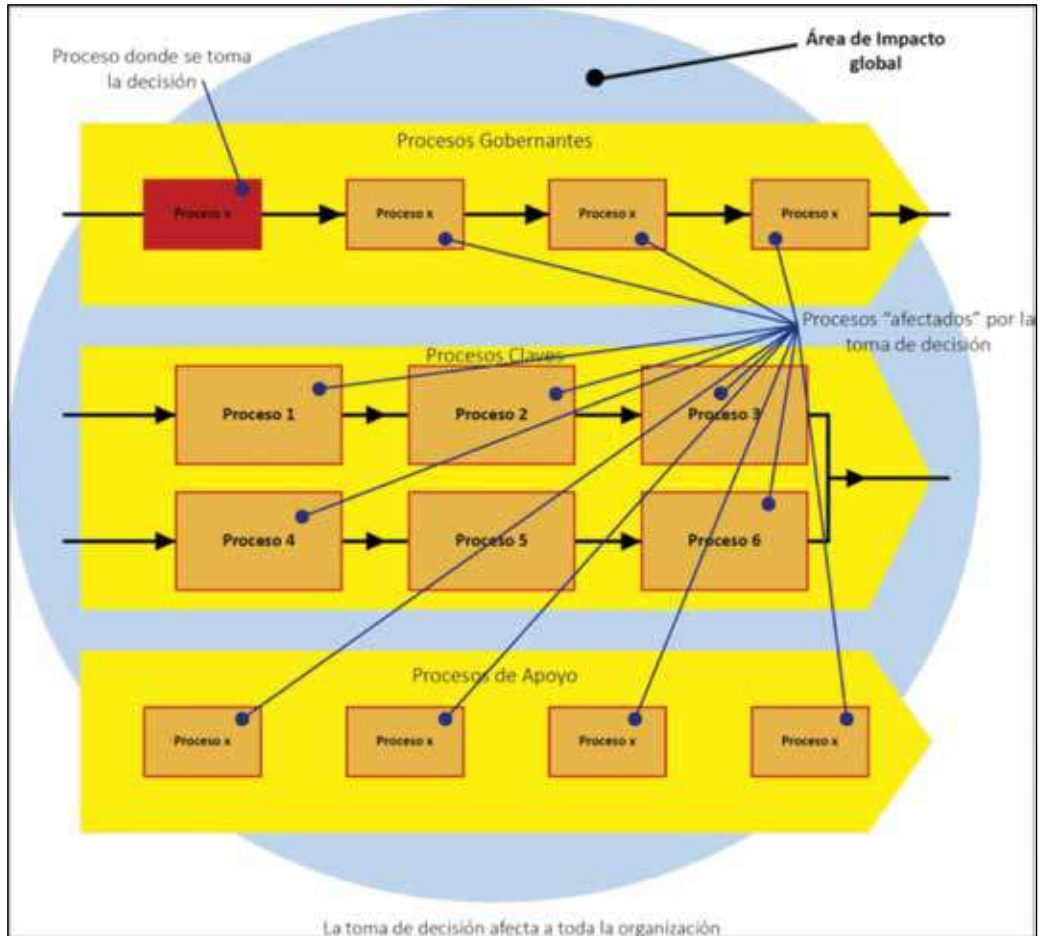 Proceso donde se toma
la decisión
Área de Impacto
global
Procesos Gobernantes
Proceso x
Proceso x
Proceso x
Proceso x
Procesos "afectados" por la
toma de decisión
Procesos Claves
Proceso 1
Proceso 2
Proceso 3
Proceso 4
Proceso 5
Proceso 6
Procesos de Apoyo
Proceso x
Proceso x
Proceso x
Proceso x
La toma de decisión afecta a toda la organización